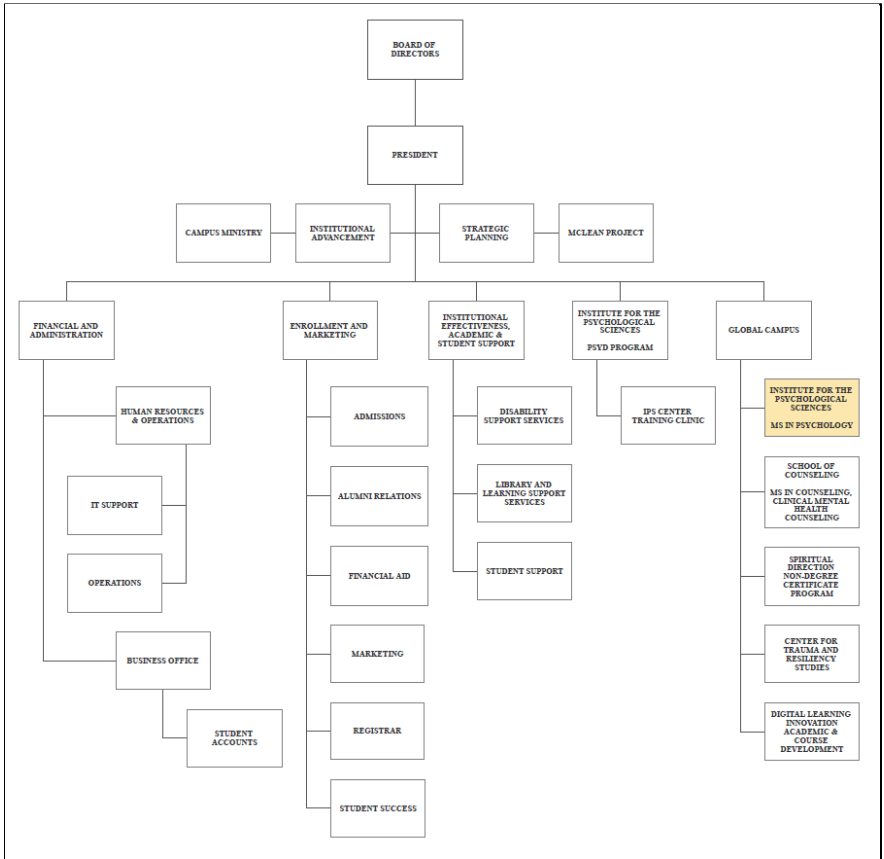 BOARD OF
DIRECTORS
PRESIDENT
CAMPUS MINISTRY
INSTITUTIONAL
ADVANCEMENT
STRATEGIC
PLANNING
MCLEAN PROJECT
FINANCIAL AND
ADMINISTRATION
ENROLLMENT AND
MARKETING
INSTITUTIONAL
EFFECTIVENESS,
ACADEMIC &
STUDENT SUPPORT
INSTITUTE FOR THE
PSYCHOLOGICAL
SCIENCES
PSYD PROGRAM
GLOBAL CAMPUS
HUMAN RESOURCES
& OPERATIONS
IT SUPPORT
OPERATIONS
BUSINESS OFFICE
STUDENT
ACCOUNTS
ADMISSIONS
ALUMNI RELATIONS
FINANCIAL AID
MARKETING
REGISTRAR
STUDENT SUCCESS
DISABILITY
SUPPORT SERVICES
LIBRARY AND
LEARNING SUPPORT
SERVICES
STUDENT SUPPORT
IPS CENTER
TRAINING CLINIC
INSTITUTE FOR THE
PSYCHOLOGICAL
SCIENCES
MS IN PSYCHOLOGY
SCHOOL OF
COUNSELING
MS IN COUNSELING,
CLINICAL MENTAL
HEALTH
COUNSELING
SPIRITUAL
DIRECTION
NON-DEGREE
CERTIFICATE
PROGRAM
CENTER FOR
TRAUMA AND
RESILIENCY
STUDIES
DIGITAL LEARNING
INNOVATION
ACADEMIC &
COURSE
DEVELOPMENT